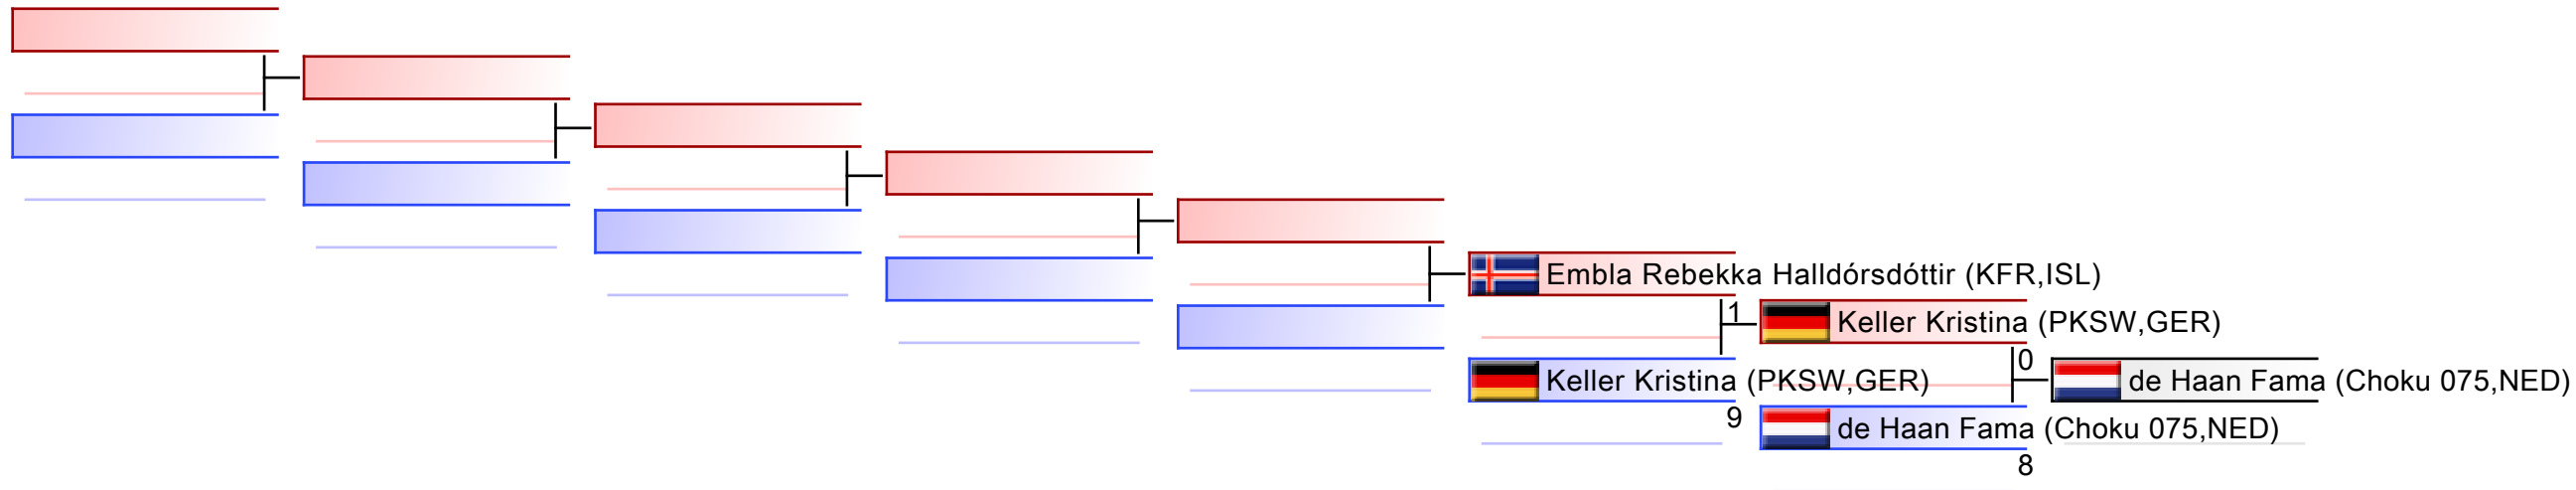 Embla Rebekka Halldórsdóttir (KFR,ISL)
1
Keller Kristina (PKSW,GER)
0
Keller Kristina (PKSW,GER)
de Haan Fama (Choku 075,NED)
9
de Haan Fama (Choku 075,NED)
8